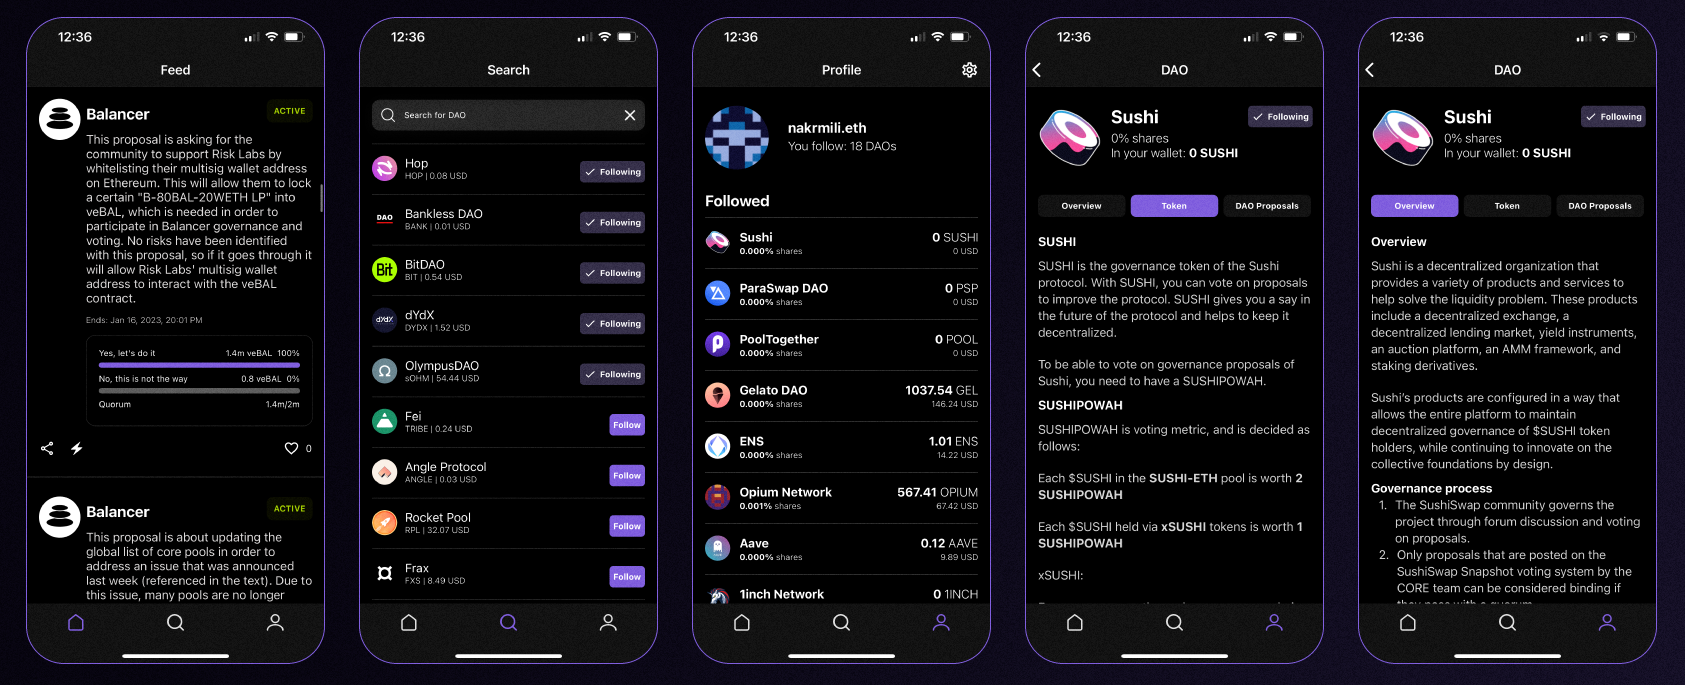 12:36
Feed
Balancer
ACTIVE
This proposal is asking for the
community to support Risk Labs by
whitelisting their multisig wallet address
on Ethereum. This will allow them to lock
a certain "B-80BAL-20WETH LP" into
veBAL, which is needed in order to
participate in Balancer governance and
voting. No risks have been identified
with this proposal, so if it goes through it
will allow Risk Labs' multisig wallet
address to interact with the veBAL
contract.
Ends: Jan 16, 2023, 20:01 PM
Yes, let's do it 1.4m veBAL 100%
No, this is not the way 0.8 veBAL 0%
Quorum 1.4m/2m
0
Balancer
ACTIVE
This proposal is about updating the
global list of core pools in order to
address an issue that was announced
last week (referenced in the text). Due to
this issue, many pools are no longer
12:36
Search
Search for DAO
Hop
HOP | 0.08 USD
Following
Bankless DAO
BANK | 0.01 USD
Following
DAO
BitDAO
BIT | 0.54 USD
Following
Bit
dYdX
DYDX | 1.52 USD
Following
dYdX
OlympusDAO
sOHM | 54.44 USD
Following
Fei
TRIBE | 0.24 USD
Follow
Angle Protocol
ANGLE | 0.03 USD
Follow
Rocket Pool
RPL | 32.07 USD
Follow
Frax
FXS | 8.49 USD
Follow
12:36
Profile
nakrmili.eth
You follow: 18 DAOs
Followed
Sushi 0 SUSHI
0.000% shares 0 USD
ParaSwap DAO 0 PSP
0.000% shares 0 USD
PoolTogether 0 POOL
0.000% shares 0 USD
Gelato DAO 1037.54 GEL
0.000% shares 146.24 USD
ENS 1.01 ENS
0.000% shares 14.22 USD
Opium Network 567.41 OPIUM
0.001% shares 67.42 USD
Aave 0.12 AAVE
0.000% shares 9.89 USD
1inch Network 0 1INCH
12:36
DAO
Sushi
Following
0% shares
In your wallet: 0 SUSHI
Overview Token DAO Proposals
SUSHI
SUSHI is the governance token of the Sushi
protocol. With SUSHI, you can vote on proposals
to improve the protocol. SUSHI gives you a say in
the future of the protocol and helps to keep it
decentralized.
To be able to vote on governance proposals of
Sushi, you need to have a SUSHIPOWAH.
SUSHIPOWAH
SUSHIPOWAH is voting metric, and is decided as
follows:
Each $SUSHI in the SUSHI-ETH pool is worth 2
SUSHIPOWAH
Each $SUSHI held via xSUSHI tokens is worth 1
SUSHIPOWAH
xSUSHI:
12:36
DAO
Sushi
Following
0% shares
In your wallet: 0 SUSHI
Overview Token DAO Proposals
Overview
Sushi is a decentralized organization that
provides a variety of products and services to
help solve the liquidity problem. These products
include a decentralized exchange, a
decentralized lending market, yield instruments,
an auction platform, an AMM framework, and
staking derivatives.
Sushi's products are configured in a way that
allows the entire platform to maintain
decentralized governance of $SUSHI token
holders, while continuing to innovate on the
collective foundations by design.
Governance process
1. The SushiSwap community governs the
project through forum discussion and voting
on proposals.
2. Only proposals that are posted on the
SushiSwap Snapshot voting system by the
CORE team can be considered binding if
they pass with a quorum